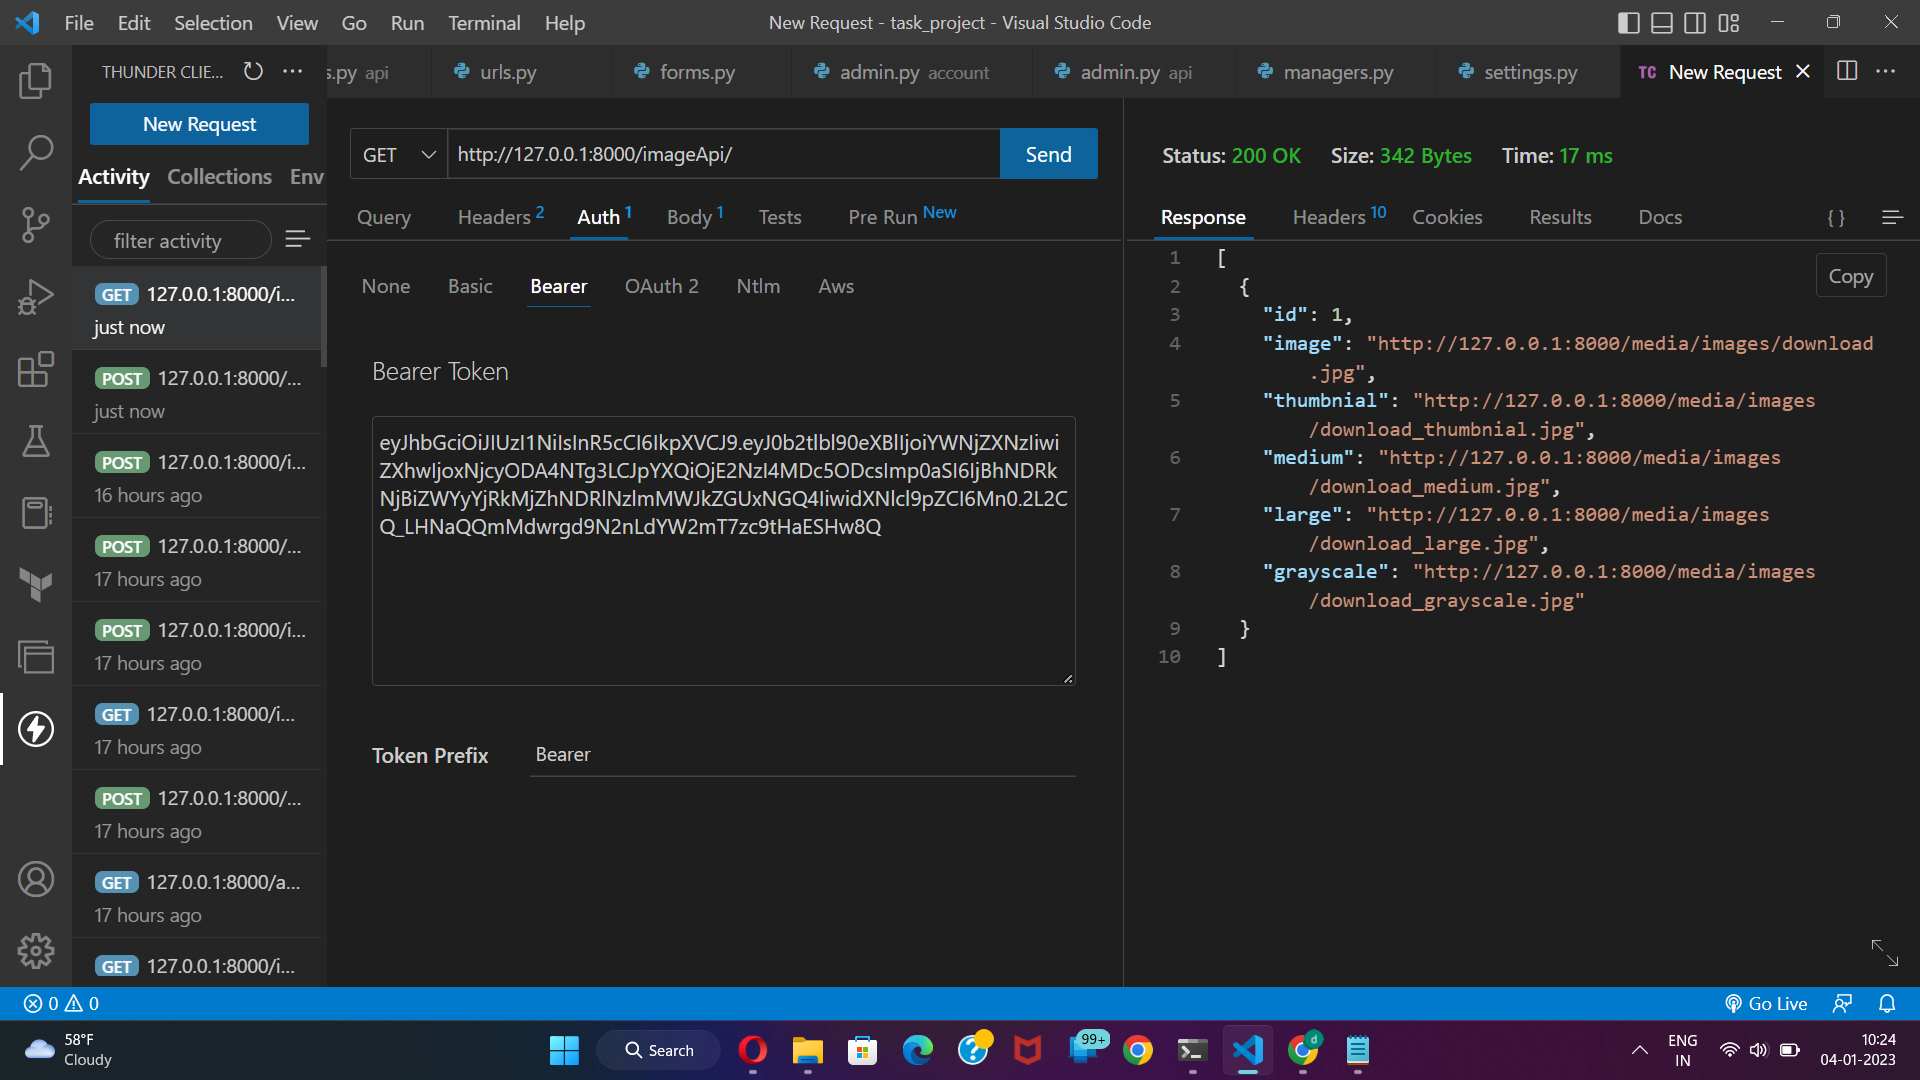 File Edit Selection View Go Run Terminal Help
New Request - task_project - Visual Studio Code
THUNDER CLIE...
s.py api
urls.py
forms.py
admin.py account
admin.py api
managers.py
settings.py
TC New Request
New Request
Activity Collections Env
filter activity
GET 127.0.0.1:8000/i...
just now
POST 127.0.0.1:8000/...
just now
POST 127.0.0.1:8000/i...
16 hours ago
POST 127.0.0.1:8000/...
17 hours ago
POST 127.0.0.1:8000/i...
17 hours ago
GET 127.0.0.1:8000/i...
17 hours ago
POST 127.0.0.1:8000/...
17 hours ago
GET 127.0.0.1:8000/a...
17 hours ago
GET 127.0.0.1:8000/i...
GET http://127.0.0.1:8000/imageApi/ Send
Query Headers 2 Auth 1 Body 1 Tests Pre Run New
None Basic Bearer OAuth 2 Ntlm Aws
Bearer Token
eyJhbGciOiJIUzI1NiIsInR5cCI6IkpXVCJ9.eyJ0b2tlbl90eXBlIjoiYWNjZXNzIiwi
ZXhwIjoxNjcyODA4NTg3LCJpYXQiOjE2NzI4MDc5ODcsImp0aSI6IjBhNDRk
NjBiZWYyYjRkMjZhNDRlNzlmMWJkZGUxNGQ4IiwidXNlcl9pZCI6Mn0.2L2C
Q_LHNaQQmMdwrgd9N2nLdYW2mT7zc9tHaESHw8Q
Token Prefix Bearer
Status: 200 OK Size: 342 Bytes Time: 17 ms
Response Headers 10 Cookies Results Docs { }
Copy
1 [
2 {
3 "id": 1,
4 "image": "http://127.0.0.1:8000/media/images/download
.jpg",
5 "thumbnial": "http://127.0.0.1:8000/media/images
/download_thumbnial.jpg",
6 "medium": "http://127.0.0.1:8000/media/images
/download_medium.jpg",
7 "large": "http://127.0.0.1:8000/media/images
/download_large.jpg",
8 "grayscale": "http://127.0.0.1:8000/media/images
/download_grayscale.jpg"
9 }
10 ]
0 0
Go Live
58°F
Cloudy
Search
99+
d
ENG
IN
10:24
04-01-2023